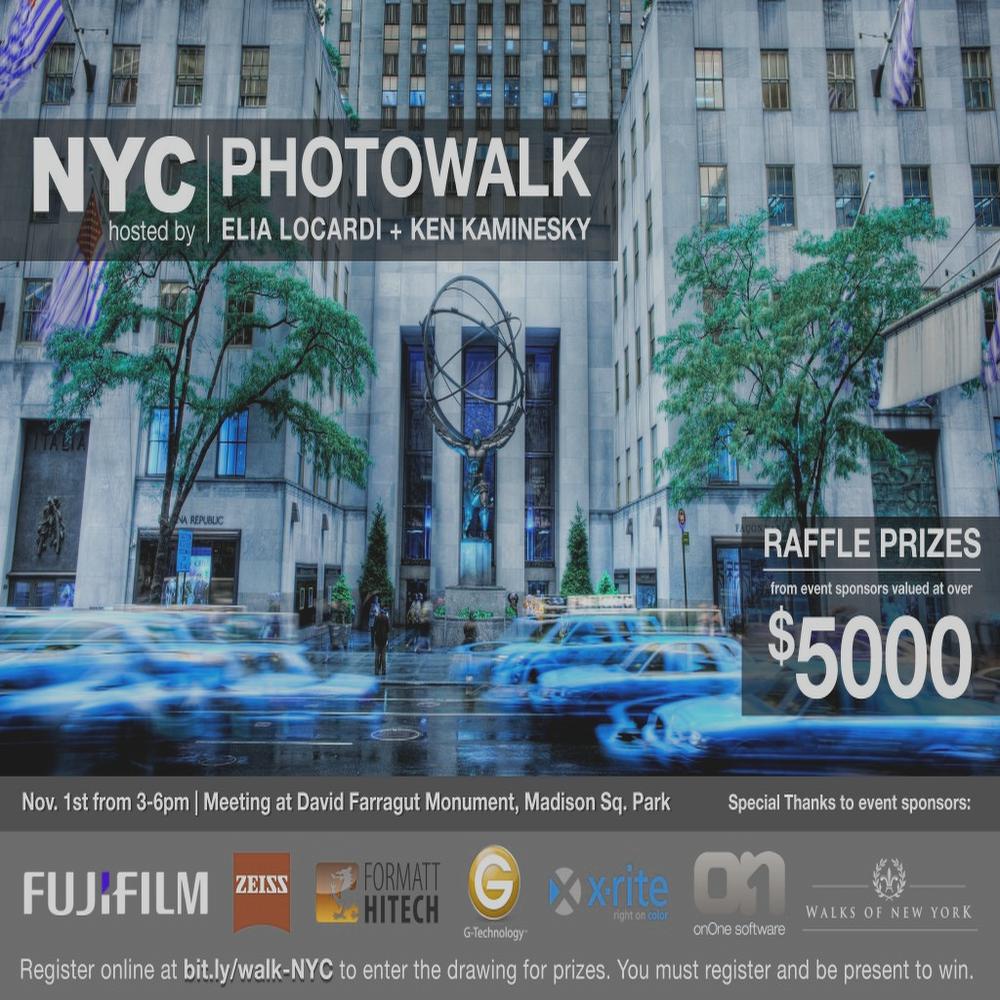 NYC PHOTOWALK
hosted by ELIA LOCARDI + KEN KAMINESKY
ITALIA
NA REPUBLIC
RAFFLE PRIZES
from event sponsors valued at over
$5000
Nov. 1st from 3-6pm | Meeting at David Farragut Monument, Madison Sq. Park
Special Thanks to event sponsors:
FUJIFILM
ZEISS
FORMATT
HITECH
G
G-Technology
x·rite
right on color
on1
onOne software
WALKS OF NEW YORK
Register online at bit.ly/walk-NYC to enter the drawing for prizes. You must register and be present to win.